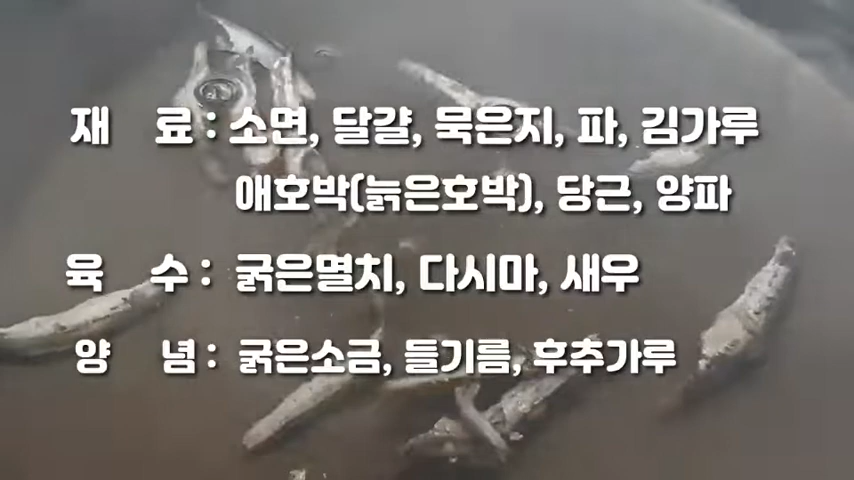 재 료 : 소면, 달걀, 묵은지, 파, 김가루
애호박(늙은호박), 당근, 양파
육 수 : 굵은멸치, 다시마, 새우
양 념 : 굵은소금, 들기름, 후추가루